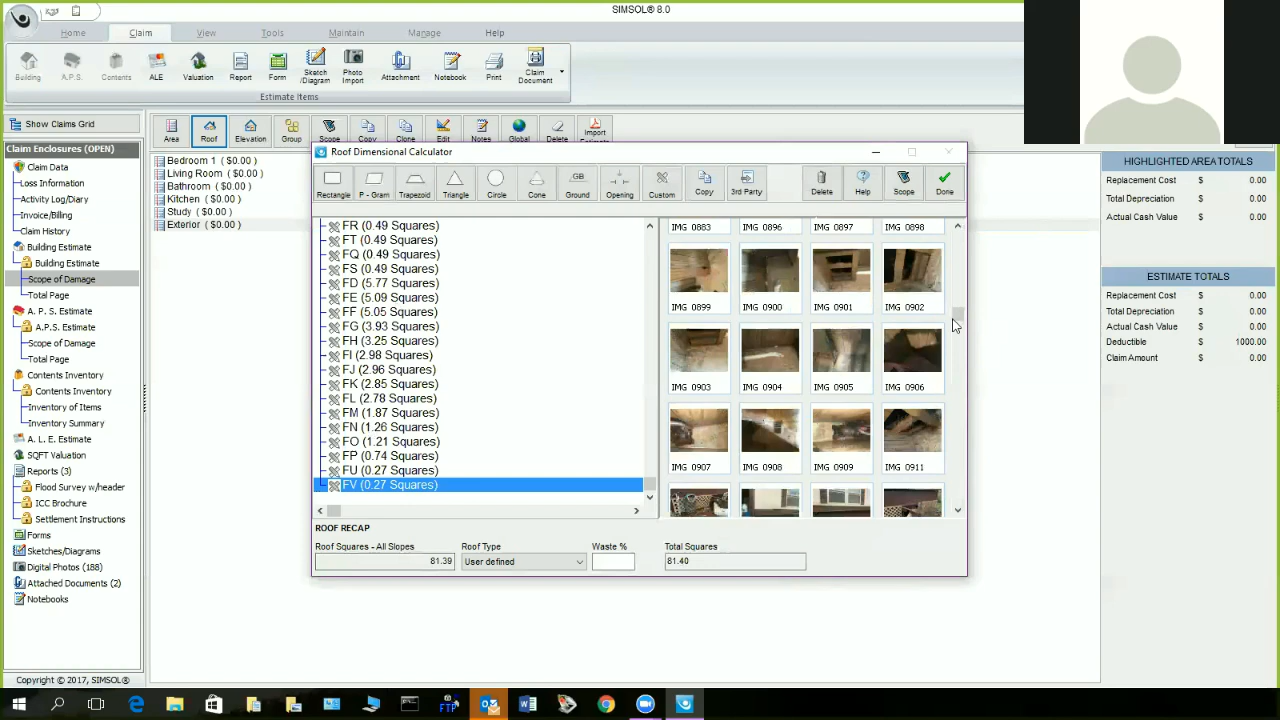 SIMSOL® 8.0
Home
Claim
View
Tools
Maintain
Manage
Help
Building
A.P.S.
Contents
ALE
Valuation
Report
Form
Sketch
/Diagram
Photo
Import
Attachment
Notebook
Print
Claim
Document
Estimate Items
Show Claims Grid
Claim Enclosures (OPEN)
Claim Data
Loss Information
Activity Log/Diary
Invoice/Billing
Claim History
Building Estimate
Building Estimate
Scope of Damage
Total Page
A. P. S. Estimate
A.P.S. Estimate
Scope of Damage
Total Page
Contents Inventory
Contents Inventory
Inventory of Items
Inventory Summary
A. L. E. Estimate
SQFT Valuation
Reports (3)
Flood Survey w/header
ICC Brochure
Settlement Instructions
Forms
Sketches/Diagrams
Digital Photos (188)
Attached Documents (2)
Notebooks
Copyright © 2017, SIMSOL®
Area
Roof
Elevation
Group
Scope
Copy
Clone
Edit
Notes
Global
Delete
Import
Bedroom 1 ( $0.00 )
Living Room ( $0.00 )
Bathroom ( $0.00 )
Kitchen ( $0.00 )
Study ( $0.00 )
Exterior ( $0.00 )
Roof Dimensional Calculator
Rectangle
P - Gram
Trapezoid
Triangle
Circle
Cone
GB
Ground
Opening
Custom
Copy
3rd Party
Delete
Help
Scope
Done
FR (0.49 Squares)
FT (0.49 Squares)
FQ (0.49 Squares)
FS (0.49 Squares)
FD (5.77 Squares)
FE (5.09 Squares)
FF (5.05 Squares)
FG (3.93 Squares)
FH (3.25 Squares)
FI (2.98 Squares)
FJ (2.96 Squares)
FK (2.85 Squares)
FL (2.78 Squares)
FM (1.87 Squares)
FN (1.26 Squares)
FO (1.21 Squares)
FP (0.74 Squares)
FU (0.27 Squares)
FV (0.27 Squares)
IMG 0883 IMG 0896 IMG 0897 IMG 0898
IMG 0899 IMG 0900 IMG 0901 IMG 0902
IMG 0903 IMG 0904 IMG 0905 IMG 0906
IMG 0907 IMG 0908 IMG 0909 IMG 0911
ROOF RECAP
Roof Squares - All Slopes
Roof Type
Waste %
Total Squares
81.39
User defined
81.40
HIGHLIGHTED AREA TOTALS
Replacement Cost $ 0.00
Total Depreciation $ 0.00
Actual Cash Value $ 0.00
ESTIMATE TOTALS
Replacement Cost $ 0.00
Total Depreciation $ 0.00
Actual Cash Value $ 0.00
Deductible $ 1000.00
Claim Amount $ 0.00
FTP